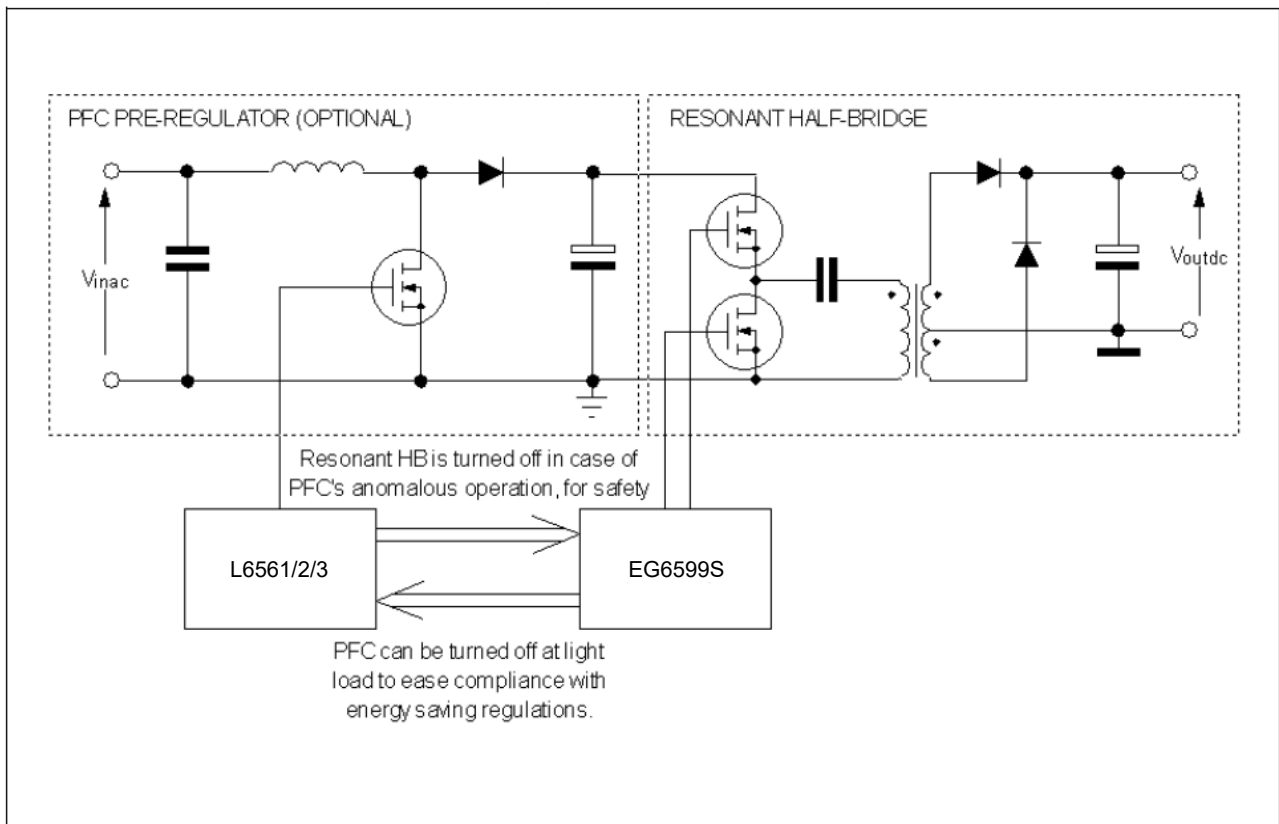 PFC PRE-REGULATOR (OPTIONAL)
RESONANT HALF-BRIDGE
Vinac
Voutdc
Resonant HB is turned off in case of
PFC's anomalous operation, for safety
L6561/2/3
EG6599S
PFC can be turned off at light
load to ease compliance with
energy saving regulations.